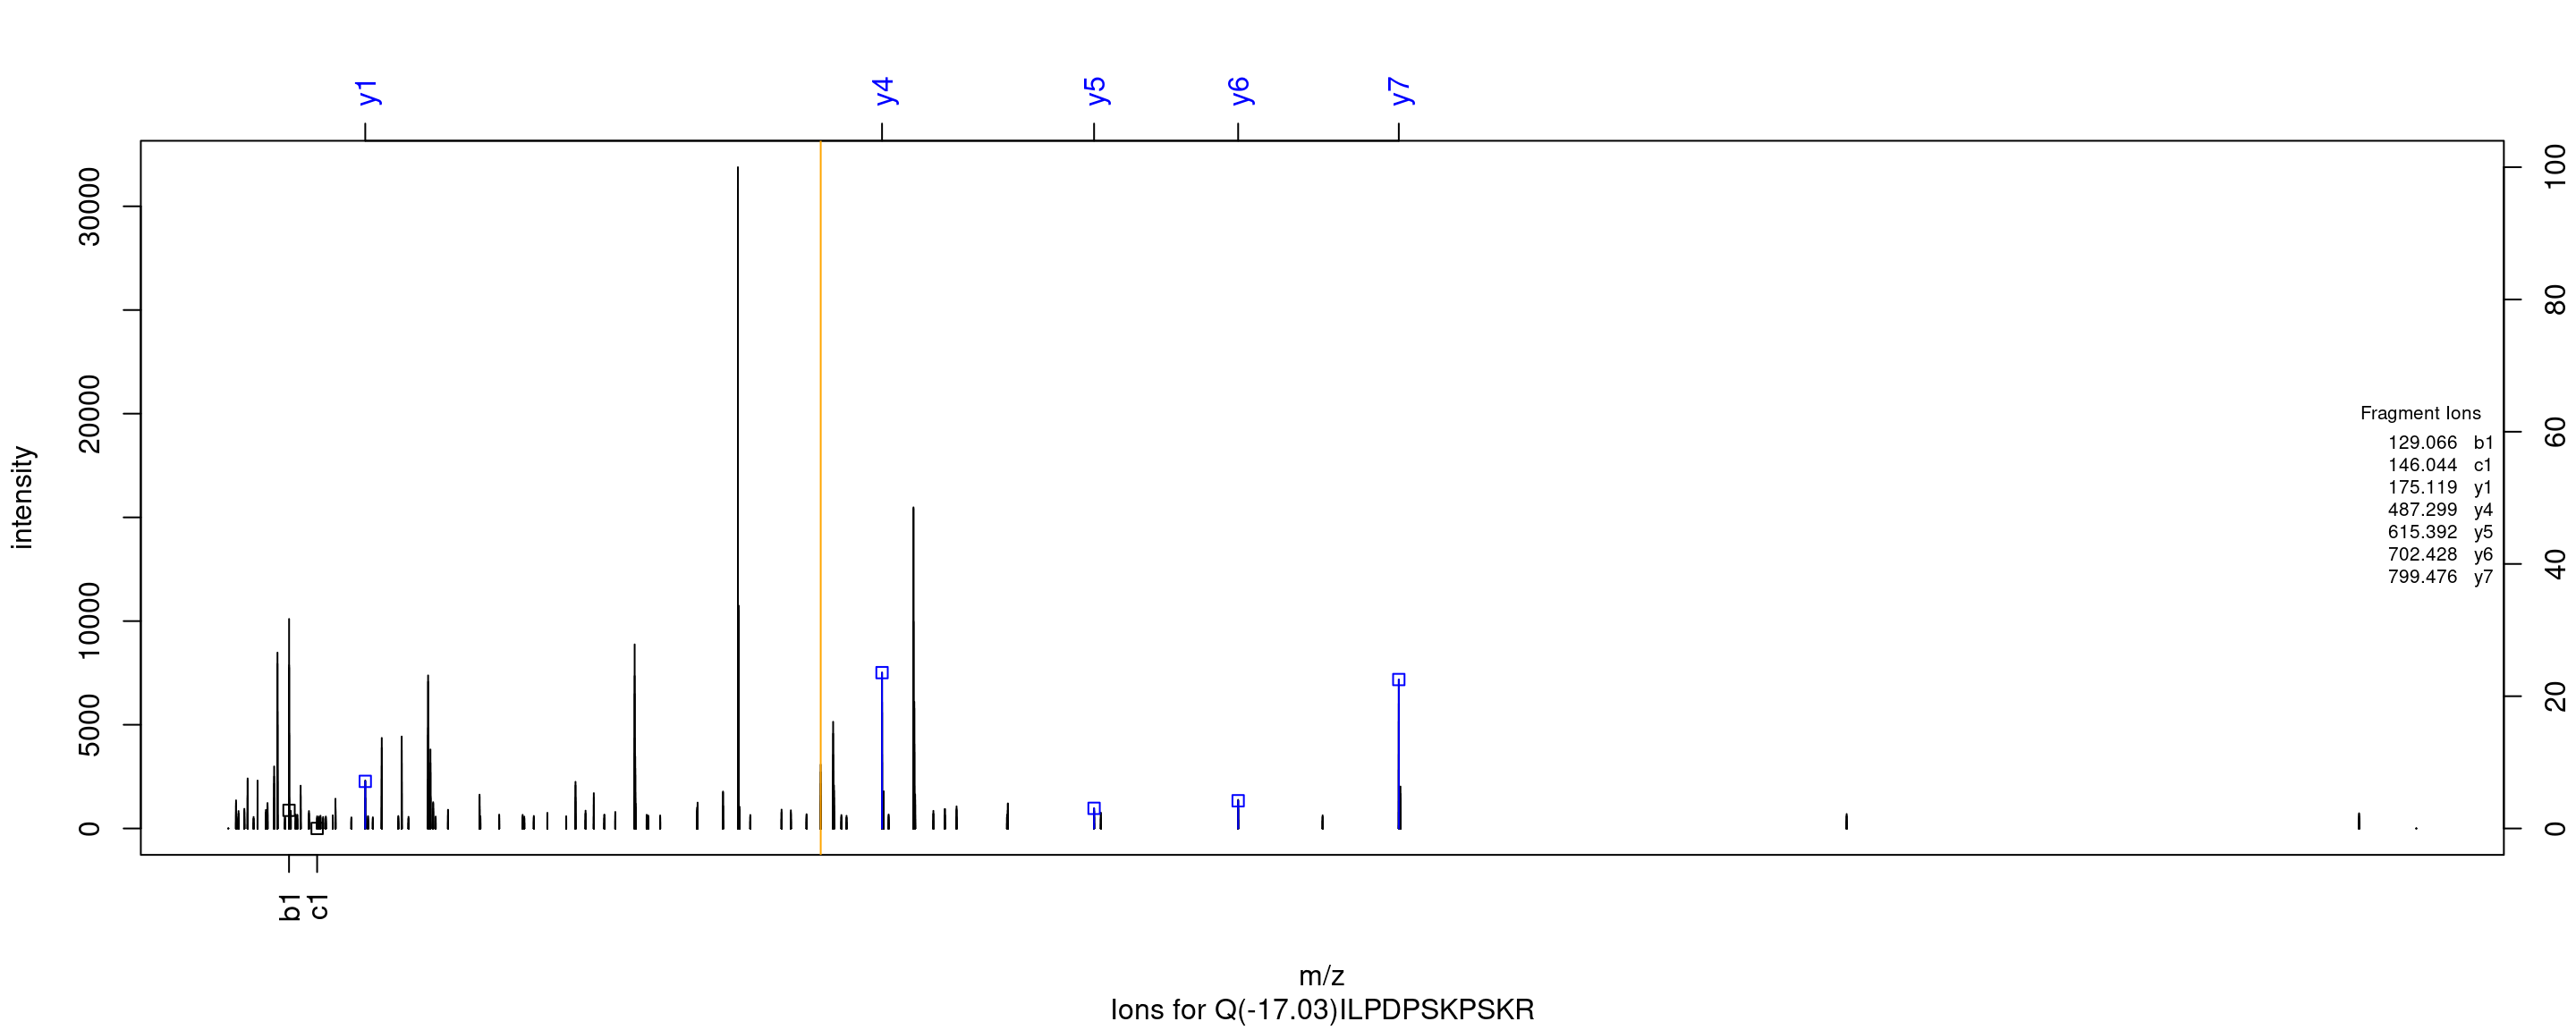 y1 y4 y5 y6 y7
intensity
0 5000 10000 20000 30000
0 20 40 60 80 100
Fragment Ions
129.066 b1
146.044 c1
175.119 y1
487.299 y4
615.392 y5
702.428 y6
799.476 y7
b1 c1
m/z
Ions for Q(-17.03)ILPDPSKPSKR